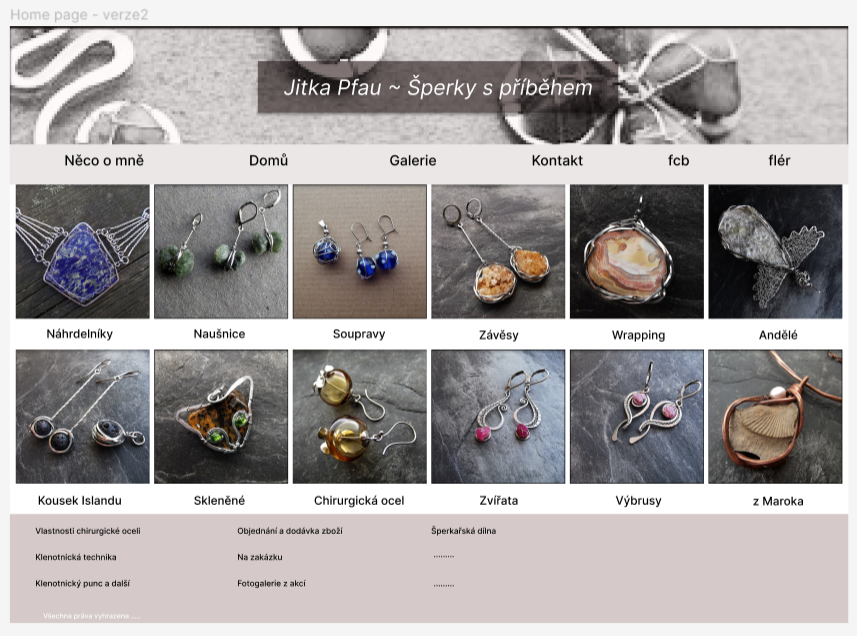 Home page - verze2
Jitka Pfau ~ Šperky s příběhem
Něco o mně Domů Galerie Kontakt fcb flér
Náhrdelníky Naušnice Soupravy Závěsy Wrapping Andělé
Kousek Islandu Skleněné Chirurgická ocel Zvířata Výbrusy z Maroka
Vlastnosti chirurgické oceli Objednání a dodávka zboží Šperkařská dílna
Klenotnická technika Na zakázku .........
Klenotnický punc a další Fotogalerie z akcí .........
Všechna práva vyhrazena .....